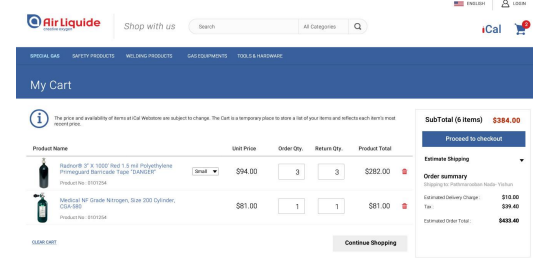 ENGLISH
LOGIN
Air Liquide
creative oxygen
Shop with us
Search
All Categories
iCal
SPECIAL GAS
SAFETY PRODUCTS
WELDING PRODUCTS
GAS EQUIPMENTS
TOOLS & HARDWARE
My Cart
The price and availability of items at iCal Webstore are subject to change. The Cart is a temporary place to store a list of your items and reflects each item's most
recent price.
Product Name
Unit Price
Order Qty.
Return Qty.
Product Total
Radnor® 3" X 1000' Red 1.5 mil Polyethylene
Primeguard Barricade Tape "DANGER"
Product No : 0101254
Small
$94.00
3
3
$282.00
Medical NF Grade Nitrogen, Size 200 Cylinder,
CGA-580
Product No : 0101254
$81.00
1
1
$81.00
CLEAR CART
Continue Shopping
SubTotal (6 items) $384.00
Proceed to checkout
Estimate Shipping
Order summary
Shipping to: Pathmanathan Nada- Yishun
Estimated Delivery Charge : $10.00
Tax : $39.40
Estimated Order Total : $433.40